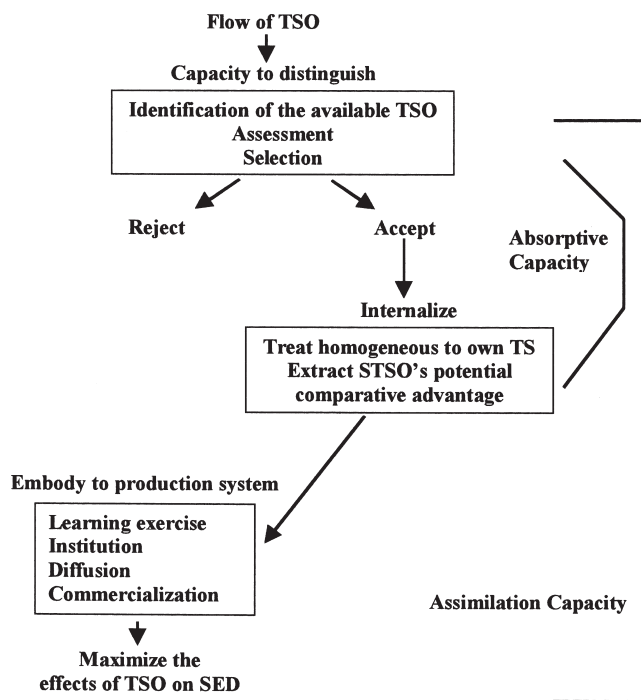 Flow of TSO
Capacity to distinguish
Identification of the available TSO
Assessment
Selection
Reject
Accept
Absorptive
Capacity
Internalize
Treat homogeneous to own TS
Extract STSO's potential
comparative advantage
Embody to production system
Learning exercise
Institution
Diffusion
Commercialization
Assimilation Capacity
Maximize the
effects of TSO on SED